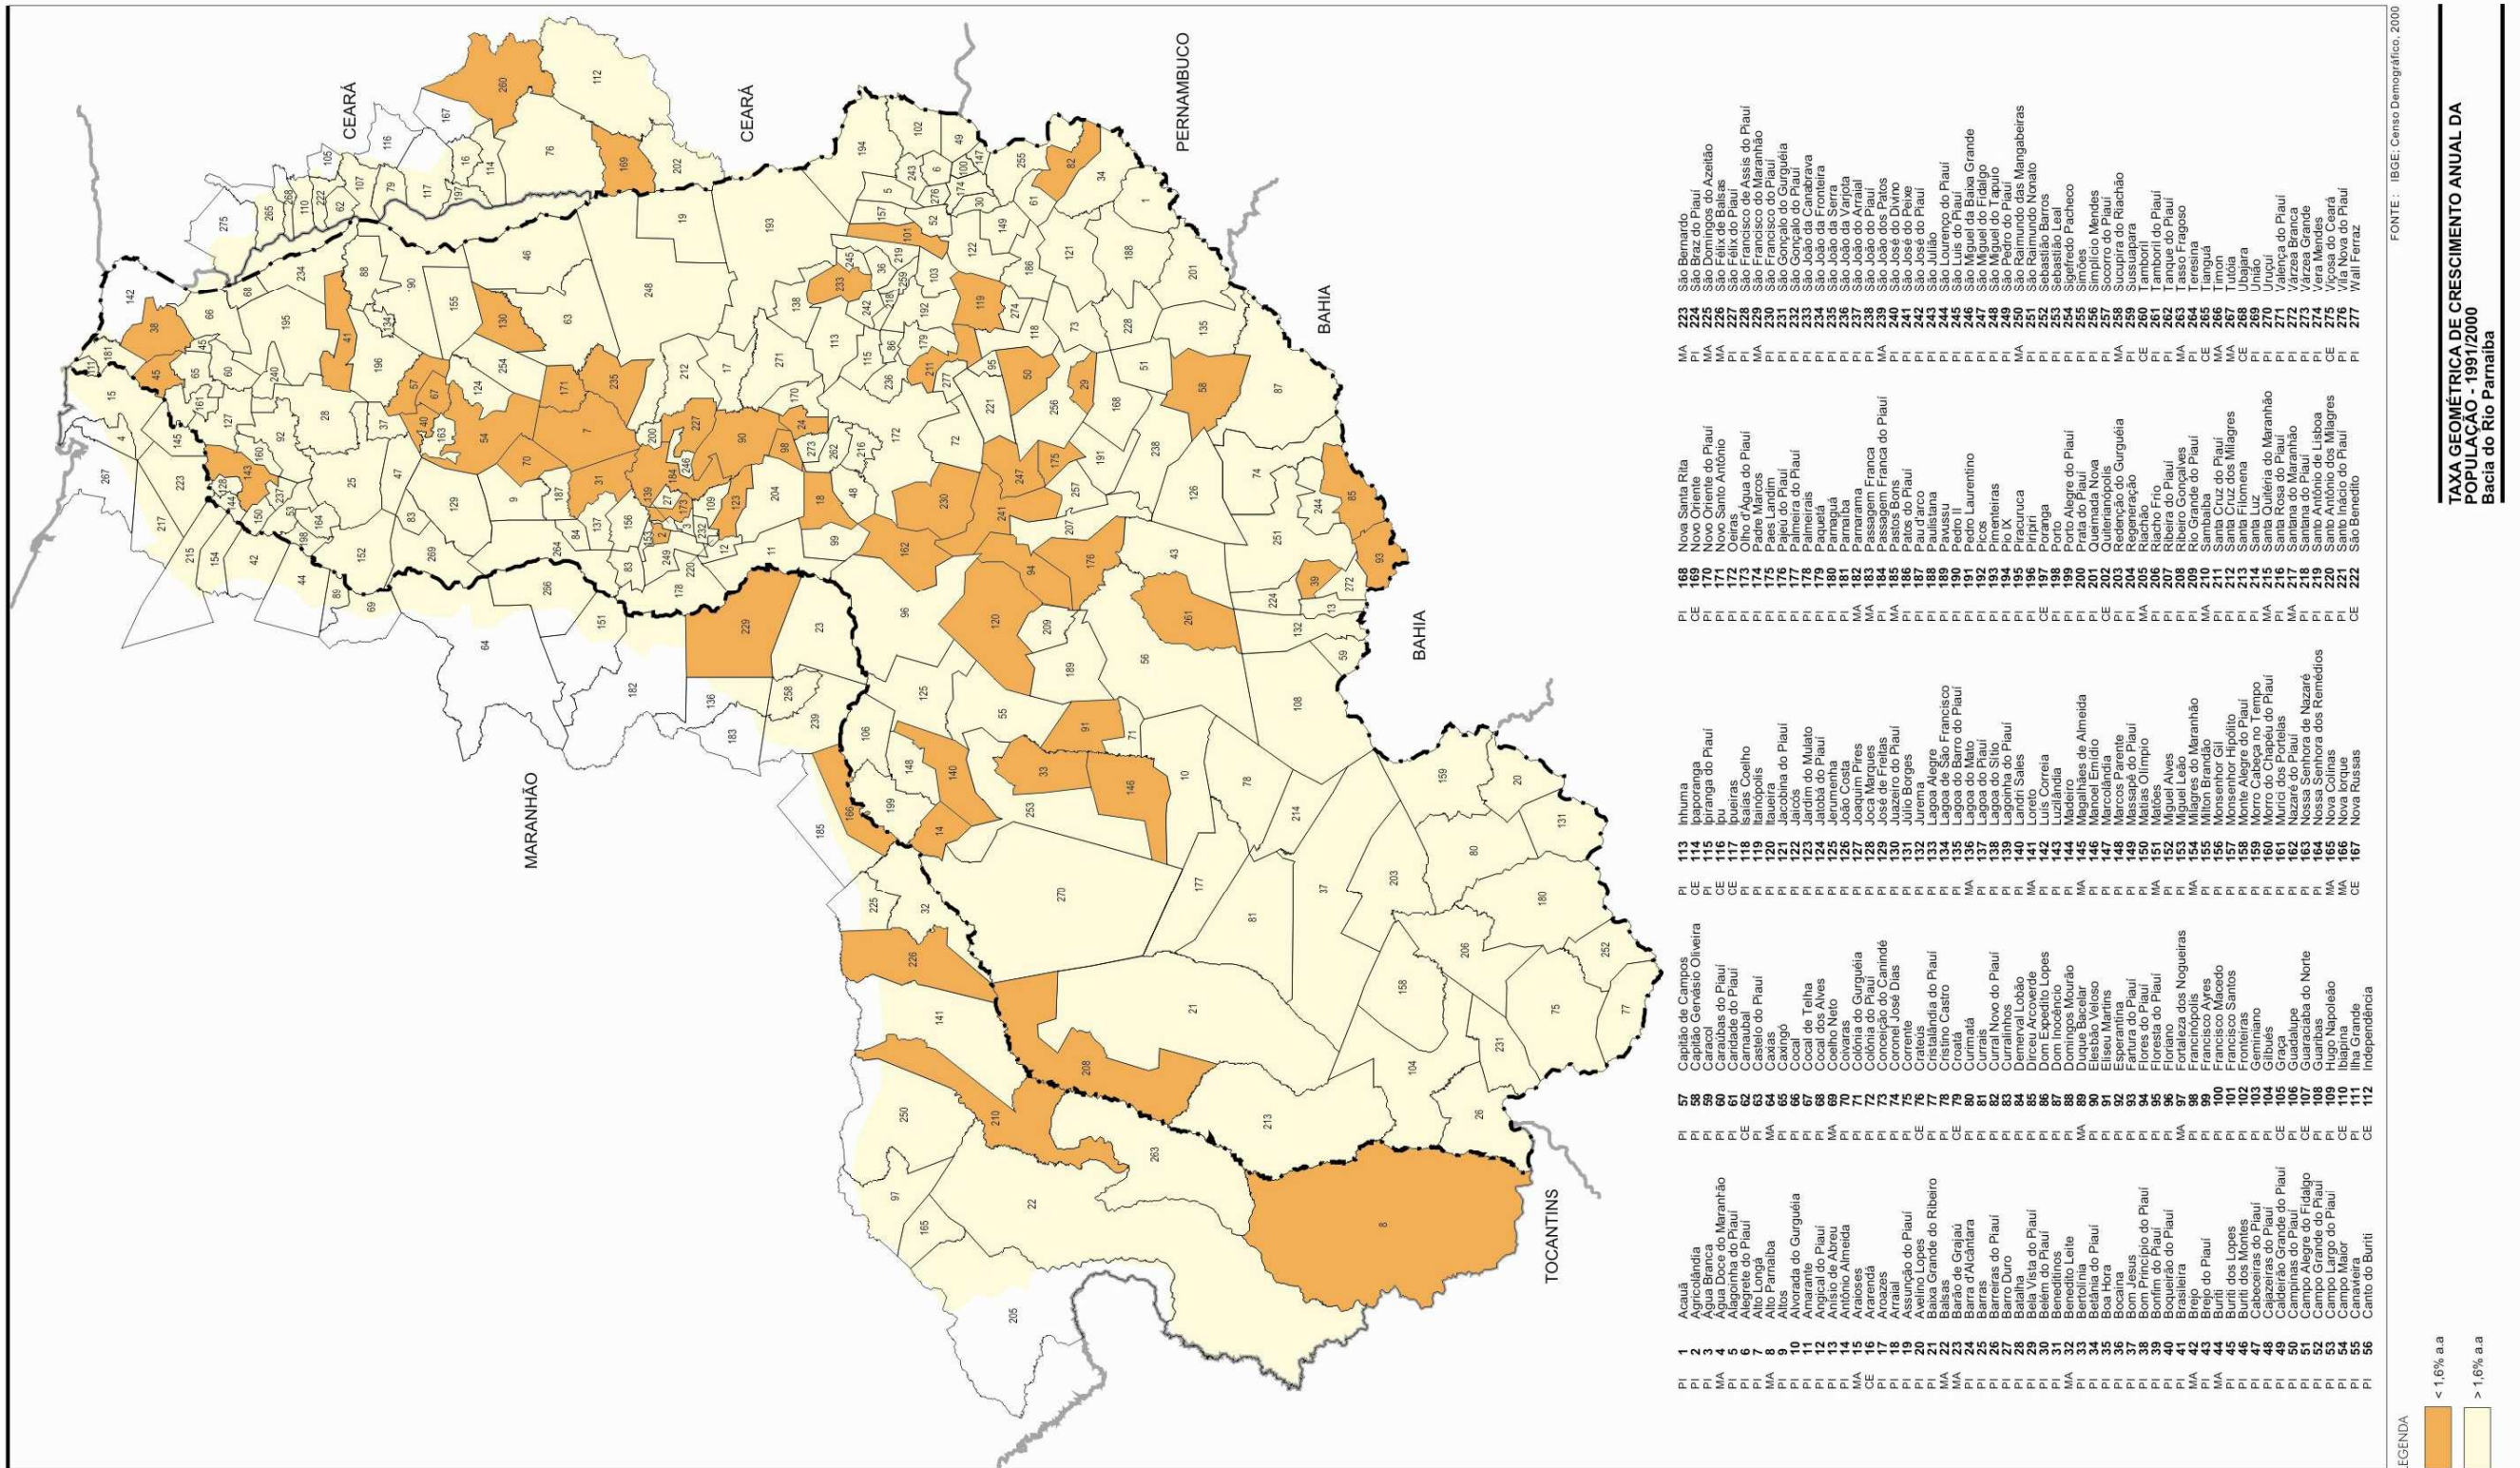 MARANHÃO
CEARÁ
CEARÁ
PERNAMBUCO
BAHIA
BAHIA
TOCANTINS
PI 1 Acauã
PI 2 Agricolândia
PI 3 Água Branca
MA 4 Água Doce do Maranhão
PI 5 Alagoinha do Piauí
PI 6 Alegrete do Piauí
PI 7 Alto Longá
MA 8 Alto Parnaíba
PI 9 Altos
PI 10 Alvorada do Gurguéia
PI 11 Amarante
PI 12 Angical do Piauí
PI 13 Anísio de Abreu
PI 14 Antônio Almeida
MA 15 Araioses
CE 16 Ararendá
PI 17 Aroazes
PI 18 Arraial
PI 19 Assunção do Piauí
PI 20 Avelino Lopes
PI 21 Baixa Grande do Ribeiro
MA 22 Balsas
MA 23 Barão de Grajaú
PI 24 Barra d'Alcântara
PI 25 Barras
PI 26 Barreiras do Piauí
PI 27 Barro Duro
PI 28 Batalha
PI 29 Bela Vista do Piauí
PI 30 Belém do Piauí
PI 31 Beneditinos
MA 32 Benedito Leite
PI 33 Bertolínia
PI 34 Betânia do Piauí
PI 35 Boa Hora
PI 36 Bocaina
PI 37 Bom Jesus
PI 38 Bom Princípio do Piauí
PI 39 Bonfim do Piauí
PI 40 Boqueirão do Piauí
PI 41 Brasileira
MA 42 Brejo
PI 43 Brejo do Piauí
MA 44 Buriti
PI 45 Buriti dos Lopes
PI 46 Buriti dos Montes
PI 47 Cabeceiras do Piauí
PI 48 Cajazeiras do Piauí
PI 49 Caldeirão Grande do Piauí
PI 50 Campinas do Piauí
PI 51 Campo Alegre do Fidalgo
PI 52 Campo Grande do Piauí
PI 53 Campo Largo do Piauí
PI 54 Campo Maior
PI 55 Canavieira
PI 56 Canto do Buriti
PI 57 Capitão de Campos
PI 58 Capitão Gervásio Oliveira
PI 59 Caracol
PI 60 Caraúbas do Piauí
PI 61 Caridade do Piauí
CE 62 Carnaubal
PI 63 Castelo do Piauí
MA 64 Caxias
PI 65 Caxingó
PI 66 Cocal
PI 67 Cocal de Telha
PI 68 Cocal dos Alves
MA 69 Coelho Neto
PI 70 Coivaras
PI 71 Colônia do Gurguéia
PI 72 Colônia do Piauí
PI 73 Conceição do Canindé
PI 74 Coronel José Dias
PI 75 Corrente
CE 76 Crateús
PI 77 Cristalândia do Piauí
PI 78 Cristino Castro
CE 79 Croatá
PI 80 Curimatá
PI 81 Currais
PI 82 Curral Novo do Piauí
PI 83 Curralinhos
PI 84 Demerval Lobão
PI 85 Dirceu Arcoverde
PI 86 Dom Expedito Lopes
PI 87 Dom Inocêncio
PI 88 Domingos Mourão
MA 89 Duque Bacelar
PI 90 Elesbão Veloso
PI 91 Eliseu Martins
PI 92 Esperantina
PI 93 Fartura do Piauí
PI 94 Flores do Piauí
PI 95 Floresta do Piauí
PI 96 Floriano
MA 97 Fortaleza dos Nogueiras
PI 98 Francinópolis
PI 99 Francisco Ayres
PI 100 Francisco Macedo
PI 101 Francisco Santos
PI 102 Fronteiras
PI 103 Geminiano
PI 104 Gilbués
CE 105 Graça
PI 106 Guadalupe
CE 107 Guaraciaba do Norte
PI 108 Guaribas
PI 109 Hugo Napoleão
CE 110 Ibiapina
PI 111 Ilha Grande
CE 112 Independência
PI 113 Inhuma
CE 114 Ipaporanga
PI 115 Ipiranga do Piauí
CE 116 Ipu
CE 117 Ipueiras
PI 118 Isaías Coelho
PI 119 Itainópolis
PI 120 Itaueira
PI 121 Jacobina do Piauí
PI 122 Jaicós
PI 123 Jardim do Mulato
PI 124 Jatobá do Piauí
PI 125 Jerumenha
PI 126 João Costa
PI 127 Joaquim Pires
PI 128 Joca Marques
PI 129 José de Freitas
PI 130 Juazeiro do Piauí
PI 131 Júlio Borges
PI 132 Jurema
PI 133 Lagoa Alegre
PI 134 Lagoa de São Francisco
PI 135 Lagoa do Barro do Piauí
MA 136 Lagoa do Mato
PI 137 Lagoa do Piauí
PI 138 Lagoa do Sítio
PI 139 Lagoinha do Piauí
PI 140 Landri Sales
MA 141 Loreto
PI 142 Luís Correia
PI 143 Luzilândia
PI 144 Madeiro
MA 145 Magalhães de Almeida
PI 146 Manoel Emídio
PI 147 Marcolândia
PI 148 Marcos Parente
PI 149 Massapê do Piauí
PI 150 Matias Olímpio
MA 151 Matões
PI 152 Miguel Alves
PI 153 Miguel Leão
MA 154 Milagres do Maranhão
PI 155 Milton Brandão
PI 156 Monsenhor Gil
PI 157 Monsenhor Hipólito
PI 158 Monte Alegre do Piauí
PI 159 Morro Cabeça no Tempo
PI 160 Morro do Chapéu do Piauí
PI 161 Murici dos Portelas
PI 162 Nazaré do Piauí
PI 163 Nossa Senhora de Nazaré
PI 164 Nossa Senhora dos Remédios
MA 165 Nova Colinas
MA 166 Nova Iorque
CE 167 Nova Russas
PI 168 Nova Santa Rita
CE 169 Novo Oriente
PI 170 Novo Oriente do Piauí
PI 171 Novo Santo Antônio
PI 172 Oeiras
PI 173 Olho d'Água do Piauí
PI 174 Padre Marcos
PI 175 Paes Landim
PI 176 Pajeú do Piauí
PI 177 Palmeira do Piauí
PI 178 Palmeirais
PI 179 Paquetá
PI 180 Parnaguá
PI 181 Parnaíba
MA 182 Parnarama
MA 183 Passagem Franca
PI 184 Passagem Franca do Piauí
MA 185 Pastos Bons
PI 186 Patos do Piauí
PI 187 Pau d'arco
PI 188 Paulistana
PI 189 Pavussu
PI 190 Pedro II
PI 191 Pedro Laurentino
PI 192 Picos
PI 193 Pimenteiras
PI 194 Pio IX
PI 195 Piracuruca
PI 196 Piripiri
CE 197 Poranga
PI 198 Porto
PI 199 Porto Alegre do Piauí
PI 200 Prata do Piauí
PI 201 Queimada Nova
CE 202 Quiterianópolis
PI 203 Redenção do Gurguéia
PI 204 Regeneração
MA 205 Riachão
PI 206 Riacho Frio
PI 207 Ribeira do Piauí
PI 208 Ribeiro Gonçalves
PI 209 Rio Grande do Piauí
MA 210 Sambaíba
PI 211 Santa Cruz do Piauí
PI 212 Santa Cruz dos Milagres
PI 213 Santa Filomena
PI 214 Santa Luz
MA 215 Santa Quitéria do Maranhão
PI 216 Santa Rosa do Piauí
MA 217 Santana do Maranhão
PI 218 Santana do Piauí
PI 219 Santo Antônio de Lisboa
PI 220 Santo Antônio dos Milagres
PI 221 Santo Inácio do Piauí
CE 222 São Benedito
MA 223 São Bernardo
PI 224 São Braz do Piauí
MA 225 São Domingos do Azeitão
MA 226 São Félix de Balsas
PI 227 São Félix do Piauí
PI 228 São Francisco de Assis do Piauí
MA 229 São Francisco do Maranhão
PI 230 São Francisco do Piauí
PI 231 São Gonçalo do Gurguéia
PI 232 São Gonçalo do Piauí
PI 233 São João da Canabrava
PI 234 São João da Fronteira
PI 235 São João da Serra
PI 236 São João da Varjota
PI 237 São João do Arraial
PI 238 São João do Piauí
MA 239 São João dos Patos
PI 240 São José do Divino
PI 241 São José do Peixe
PI 242 São José do Piauí
PI 243 São Julião
PI 244 São Lourenço do Piauí
PI 245 São Luis do Piauí
PI 246 São Miguel da Baixa Grande
PI 247 São Miguel do Fidalgo
PI 248 São Miguel do Tapuio
PI 249 São Pedro do Piauí
MA 250 São Raimundo das Mangabeiras
PI 251 São Raimundo Nonato
PI 252 Sebastião Barros
PI 253 Sebastião Leal
PI 254 Sigefredo Pacheco
PI 255 Simões
PI 256 Simplício Mendes
PI 257 Socorro do Piauí
MA 258 Sucupira do Riachão
PI 259 Sussuapara
CE 260 Tamboril
PI 261 Tamboril do Piauí
PI 262 Tanque do Piauí
MA 263 Tasso Fragoso
PI 264 Teresina
CE 265 Tianguá
MA 266 Timon
MA 267 Tutóia
CE 268 Ubajara
PI 269 União
PI 270 Uruçuí
PI 271 Valença do Piauí
PI 272 Várzea Branca
PI 273 Várzea Grande
PI 274 Vera Mendes
CE 275 Viçosa do Ceará
PI 276 Vila Nova do Piauí
PI 277 Wall Ferraz
FONTE : IBGE: Censo Demográfico, 2000
EGENDA
< 1,6% a.a
> 1,6% a.a
TAXA GEOMÉTRICA DE CRESCIMENTO ANUAL DA
POPULAÇÃO - 1991/2000
Bacia do Rio Parnaíba